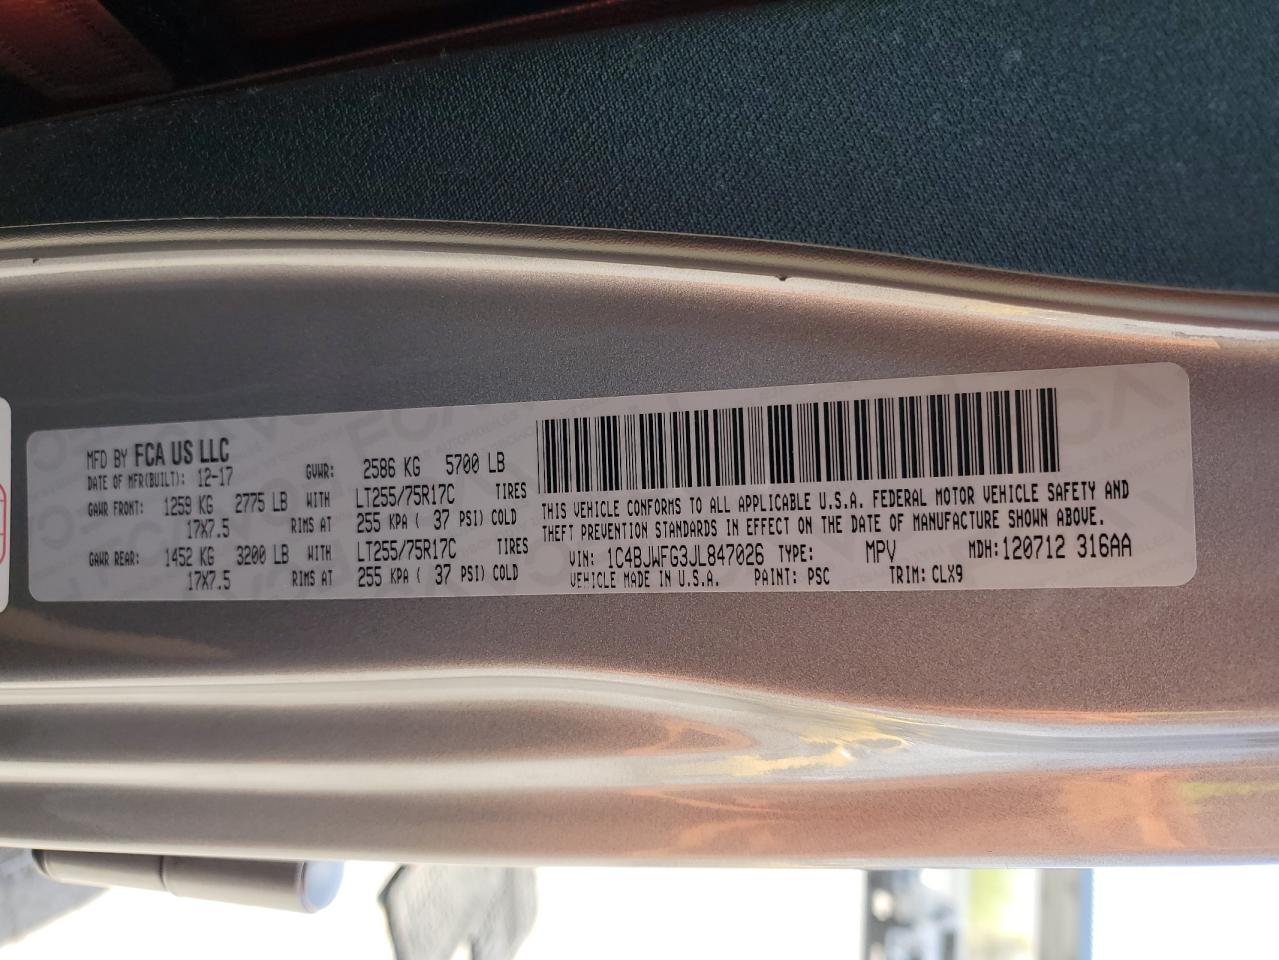 MFD BY FCA US LLC
DATE OF MFR(BUILT): 12-17 GVWR: 2586 KG 5700 LB
GAWR FRONT: 1259 KG 2775 LB WITH LT255/75R17C TIRES
17X7.5 RIMS AT 255 KPA ( 37 PSI) COLD
GAWR REAR: 1452 KG 3200 LB WITH LT255/75R17C TIRES
17X7.5 RIMS AT 255 KPA ( 37 PSI) COLD
THIS VEHICLE CONFORMS TO ALL APPLICABLE U.S.A. FEDERAL MOTOR VEHICLE SAFETY AND
THEFT PREVENTION STANDARDS IN EFFECT ON THE DATE OF MANUFACTURE SHOWN ABOVE.
VIN: 1C4BJWFG3JL847026 TYPE: MPV MDH:120712 316AA
VEHICLE MADE IN U.S.A. PAINT: PSC TRIM: CLX9